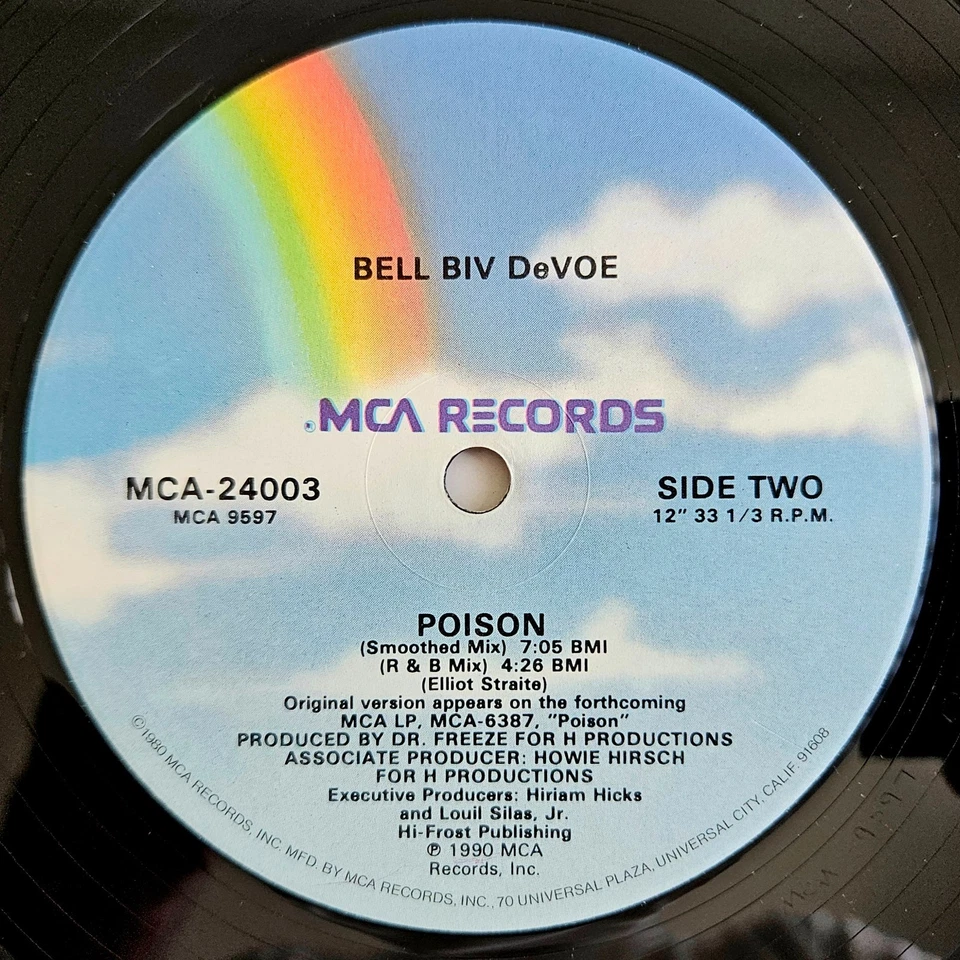 BELL BIV DeVOE
MCA RECORDS
MCA-24003
MCA 9597
SIDE TWO
12" 33 1/3 R.P.M.
POISON
(Smoothed Mix) 7:05 BMI
(R & B Mix) 4:26 BMI
(Elliot Straite)
Original version appears on the forthcoming
MCA LP, MCA-6387, "Poison"
PRODUCED BY DR. FREEZE FOR H PRODUCTIONS
ASSOCIATE PRODUCER: HOWIE HIRSCH
FOR H PRODUCTIONS
Executive Producers: Hiriam Hicks
and Louil Silas, Jr.
Hi-Frost Publishing
℗ 1990 MCA
Records, Inc.
©1980 MCA RECORDS, INC. MFD. BY MCA RECORDS, INC., 70 UNIVERSAL PLAZA, UNIVERSAL CITY, CALIF. 91608